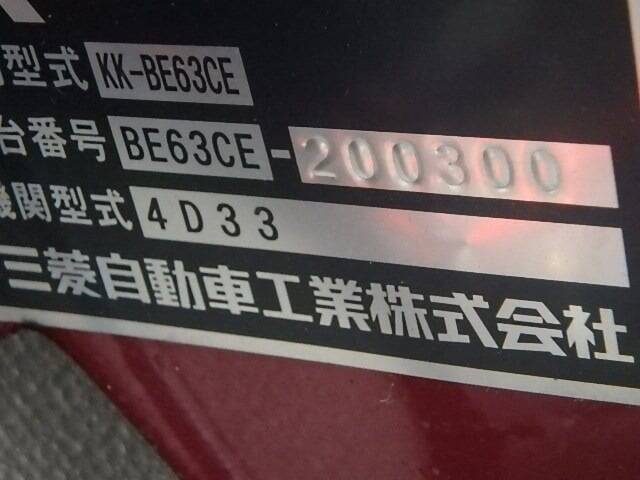 型式 KK-BE63CE
台番号 BE63CE-200300
機関型式 4D33
三菱自動車工業株式会社